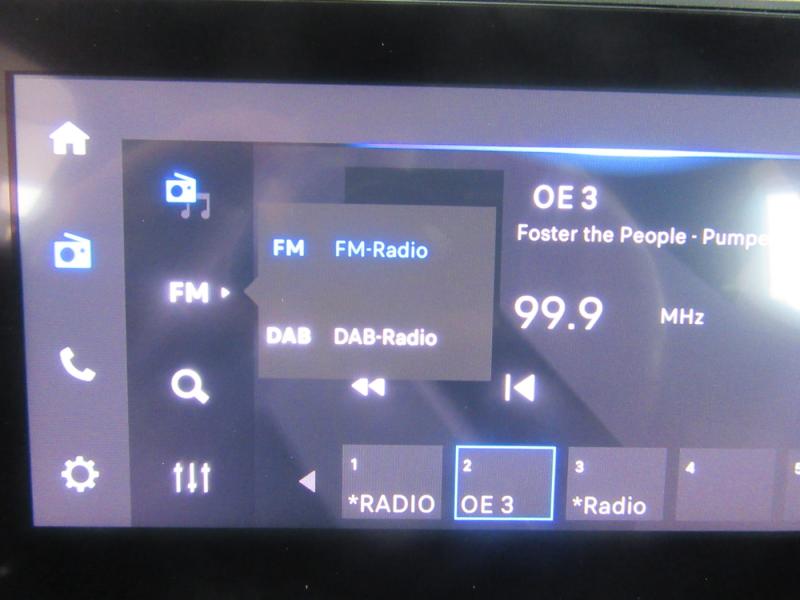 OE 3
Foster the People - Pumpe
FM FM-Radio
FM
99.9 MHz
DAB DAB-Radio
1 2 3 4 5
*RADIO OE 3 *Radio